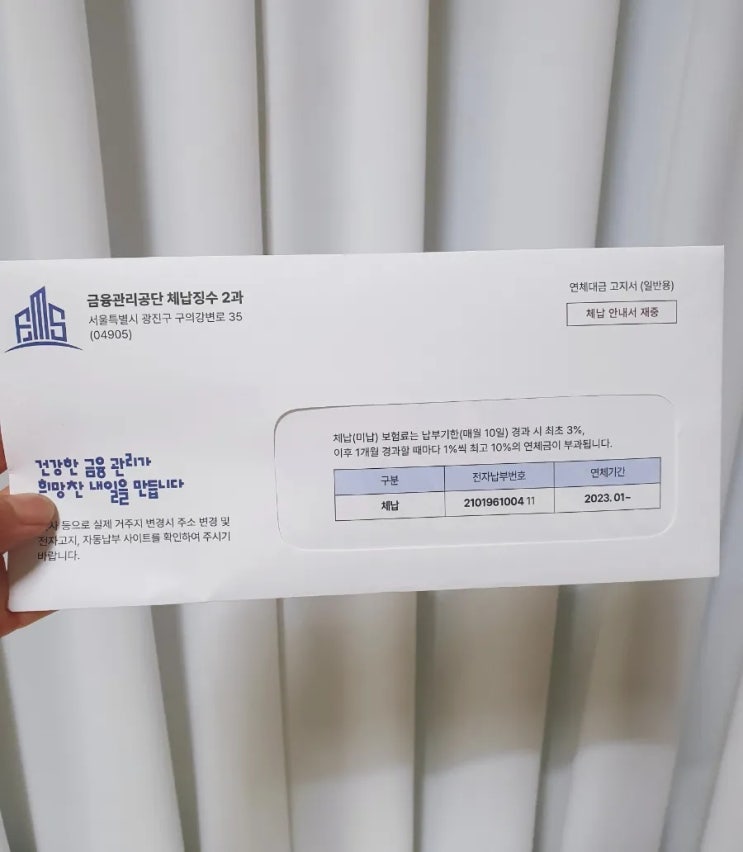 EMS
금융관리공단 체납징수 2과
서울특별시 광진구 구의강변로 35
(04905)
연체대금 고지서 (일반용)
체납 안내서 재중
체납(미납) 보험료는 납부기한(매월 10일) 경과 시 최초 3%,
이후 1개월 경과할 때마다 1%씩 최고 10%의 연체금이 부과됩니다.
구분 전자납부번호 연체기간
체납 2101961004 11 2023. 01~
건강한 금융 관리가
희망찬 내일을 만듭니다
등으로 실제 거주지 변경시 주소 변경 및
전자고지, 자동납부 사이트를 확인하여 주시기
바랍니다.